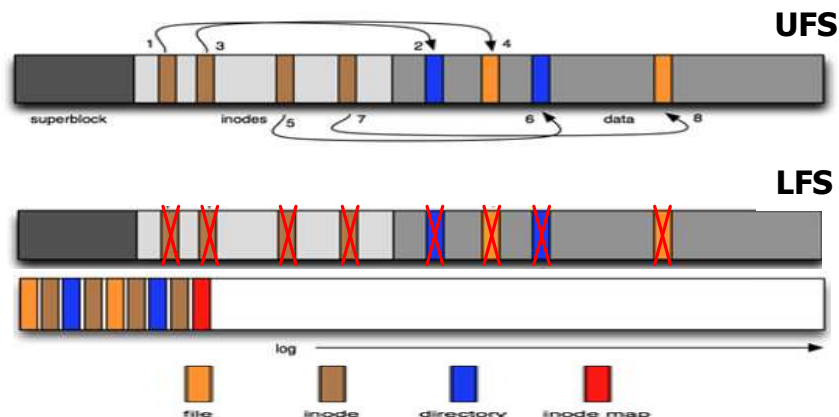 UFS
1 3 2 4
superblock inodes 5 7 6 data 8
LFS
log
file inode directory inode map